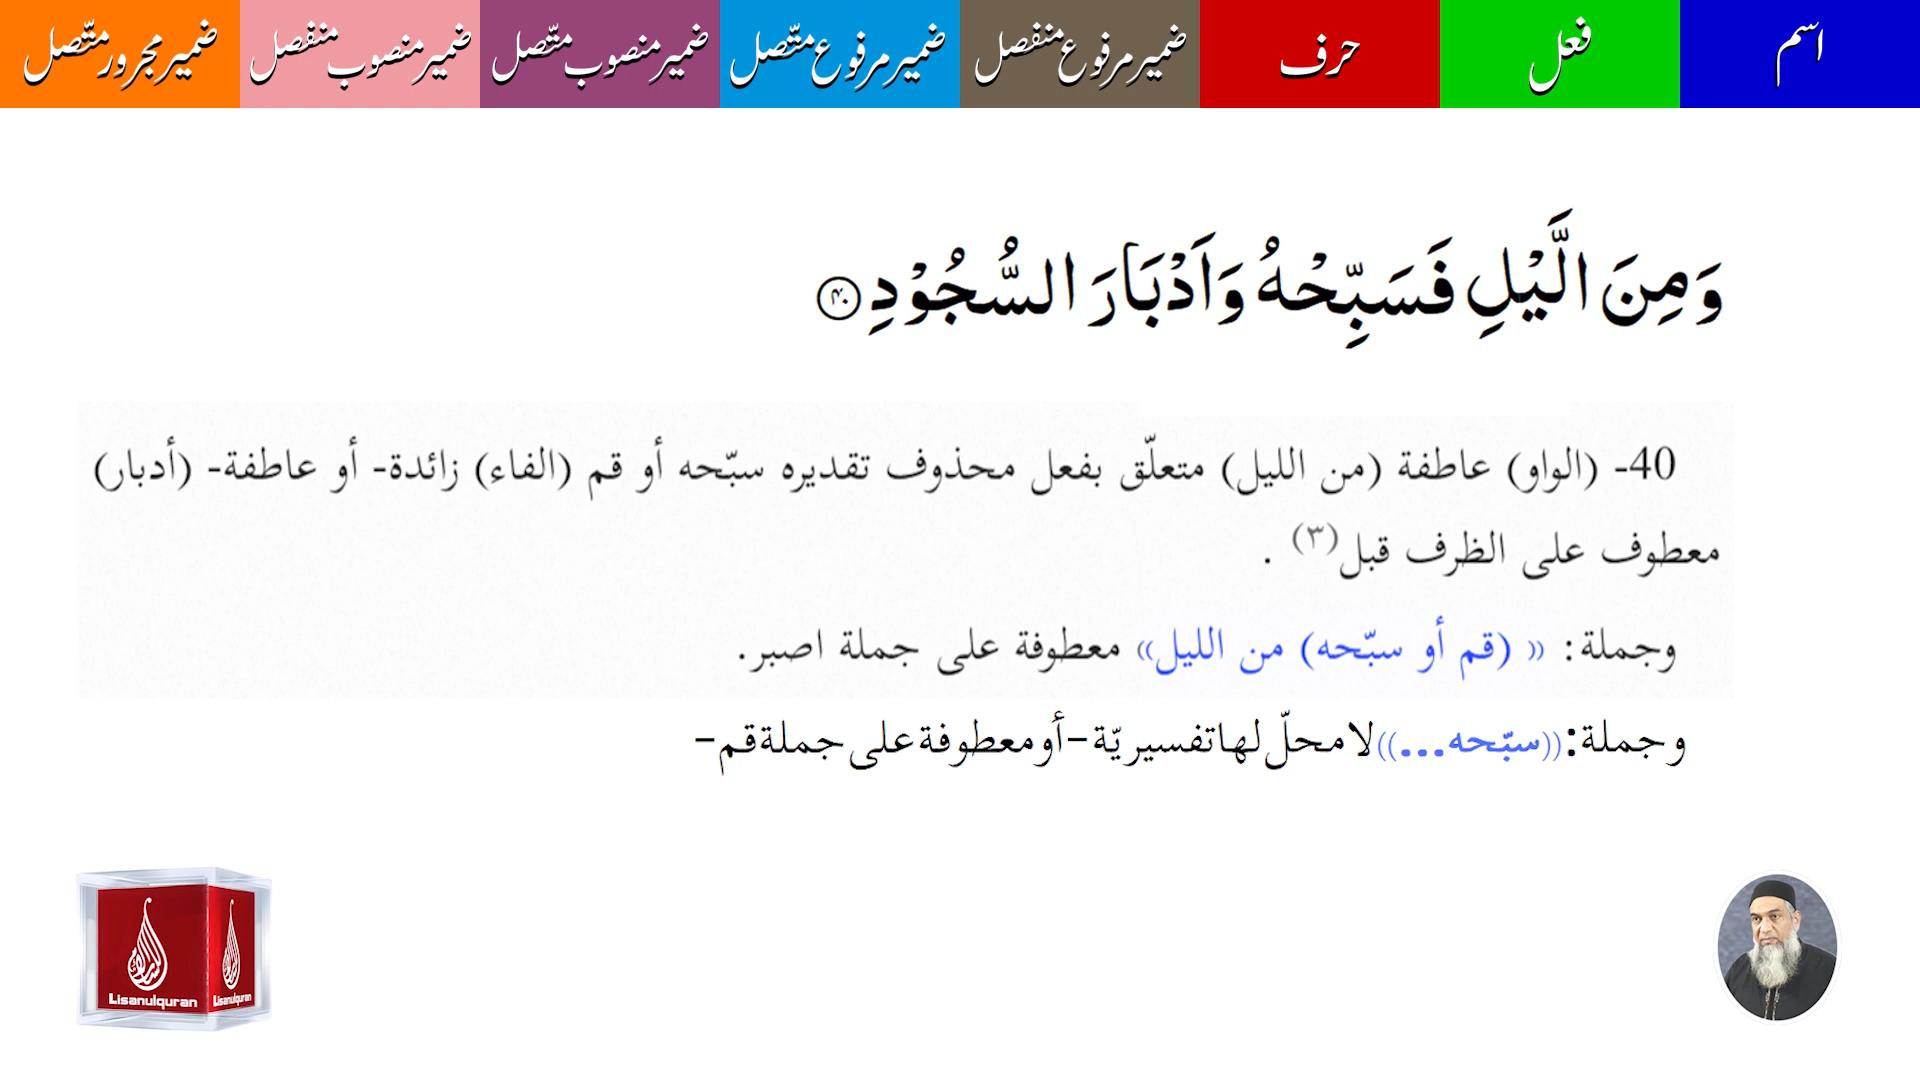 اسم
فعل
حرف
ضمیر مرفوع منفصل
ضمیر مرفوع متّصل
ضمیر منصوب متّصل
ضمیر منصوب منفصل
ضمیر مجرور متّصل
وَمِنَ الَّيْلِ فَسَبِّحْهُ وَاَدْبَارَ السُّجُوْدِ ۴۰
40- (الواو) عاطفة (من الليل) متعلّق بفعل محذوف تقديره سبّحه أو قم (الفاء) زائدة- أو عاطفة- (أدبار)
معطوف على الظرف قبل(٣) .
وجملة: « (قم أو سبّحه) من الليل» معطوفة على جملة اصبر.
وجملة: ((سبّحه...)) لا محلّ لها تفسيريّة – أو معطوفة على جملة قم –
Lisanulquran
Lisanulquran